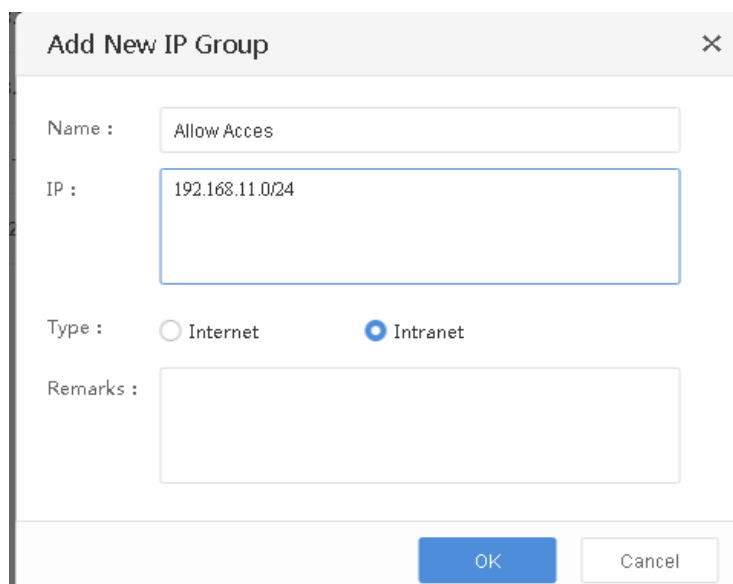 Add New IP Group
Name :
Allow Acces
IP :
192.168.11.0/24
Type :
Internet
Intranet
Remarks :
OK
Cancel